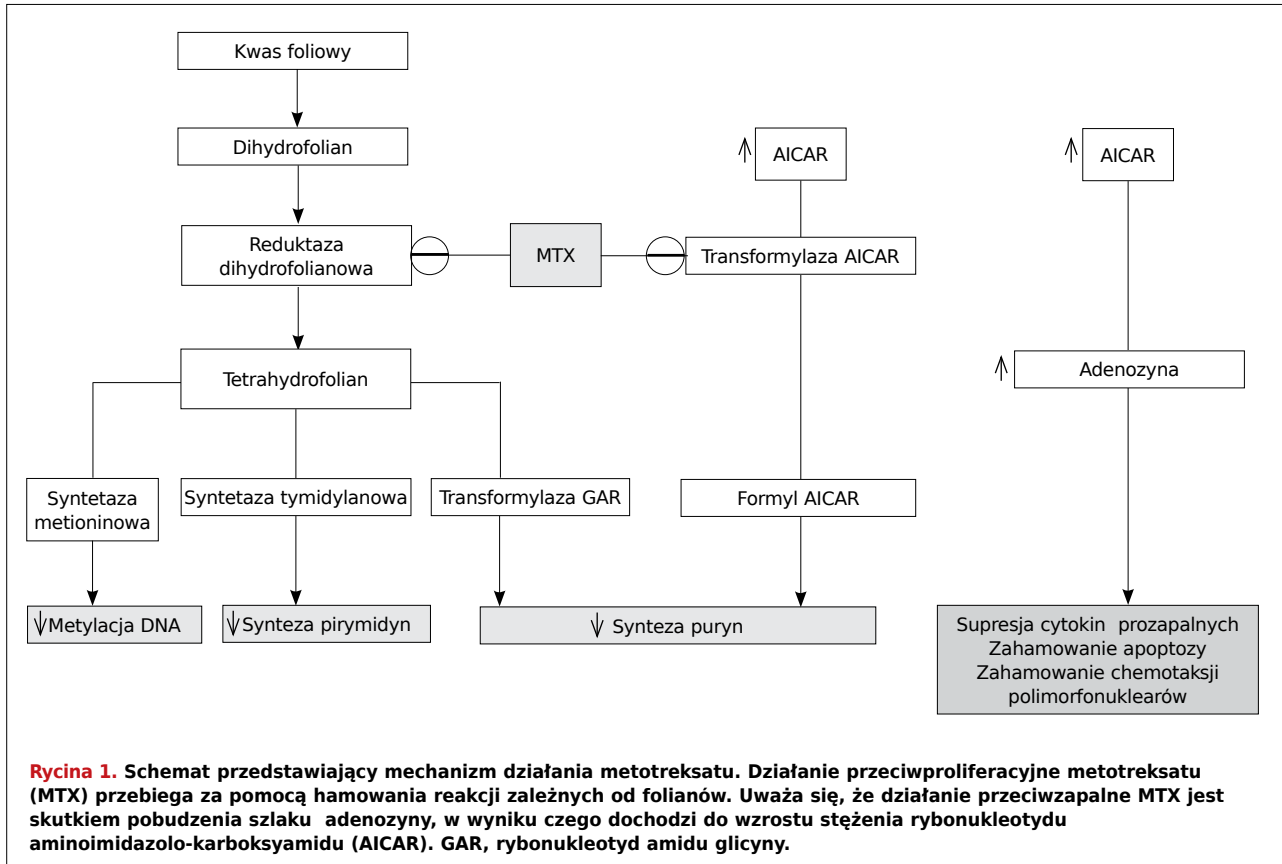 Kwas foliowy
Dihydrofolian
Reduktaza
dihydrofolianowa
MTX
AICAR
Transformylaza AICAR
AICAR
Tetrahydrofolian
Adenozyna
Syntetaza
metioninowa
Syntetaza tymidylanowa
Transformylaza GAR
Formyl AICAR
Metylacja DNA
Synteza pirymidyn
Synteza puryn
Supresja cytokin prozapalnych
Zahamowanie apoptozy
Zahamowanie chemotaksji
polimorfonuklearów
Rycina 1. Schemat przedstawiający mechanizm działania metotreksatu. Działanie przeciwproliferacyjne metotreksatu
(MTX) przebiega za pomocą hamowania reakcji zależnych od folianów. Uważa się, że działanie przeciwzapalne MTX jest
skutkiem pobudzenia szlaku adenozyny, w wyniku czego dochodzi do wzrostu stężenia rybonukleotydu
aminoimidazolo-karboksyamidu (AICAR). GAR, rybonukleotyd amidu glicyny.